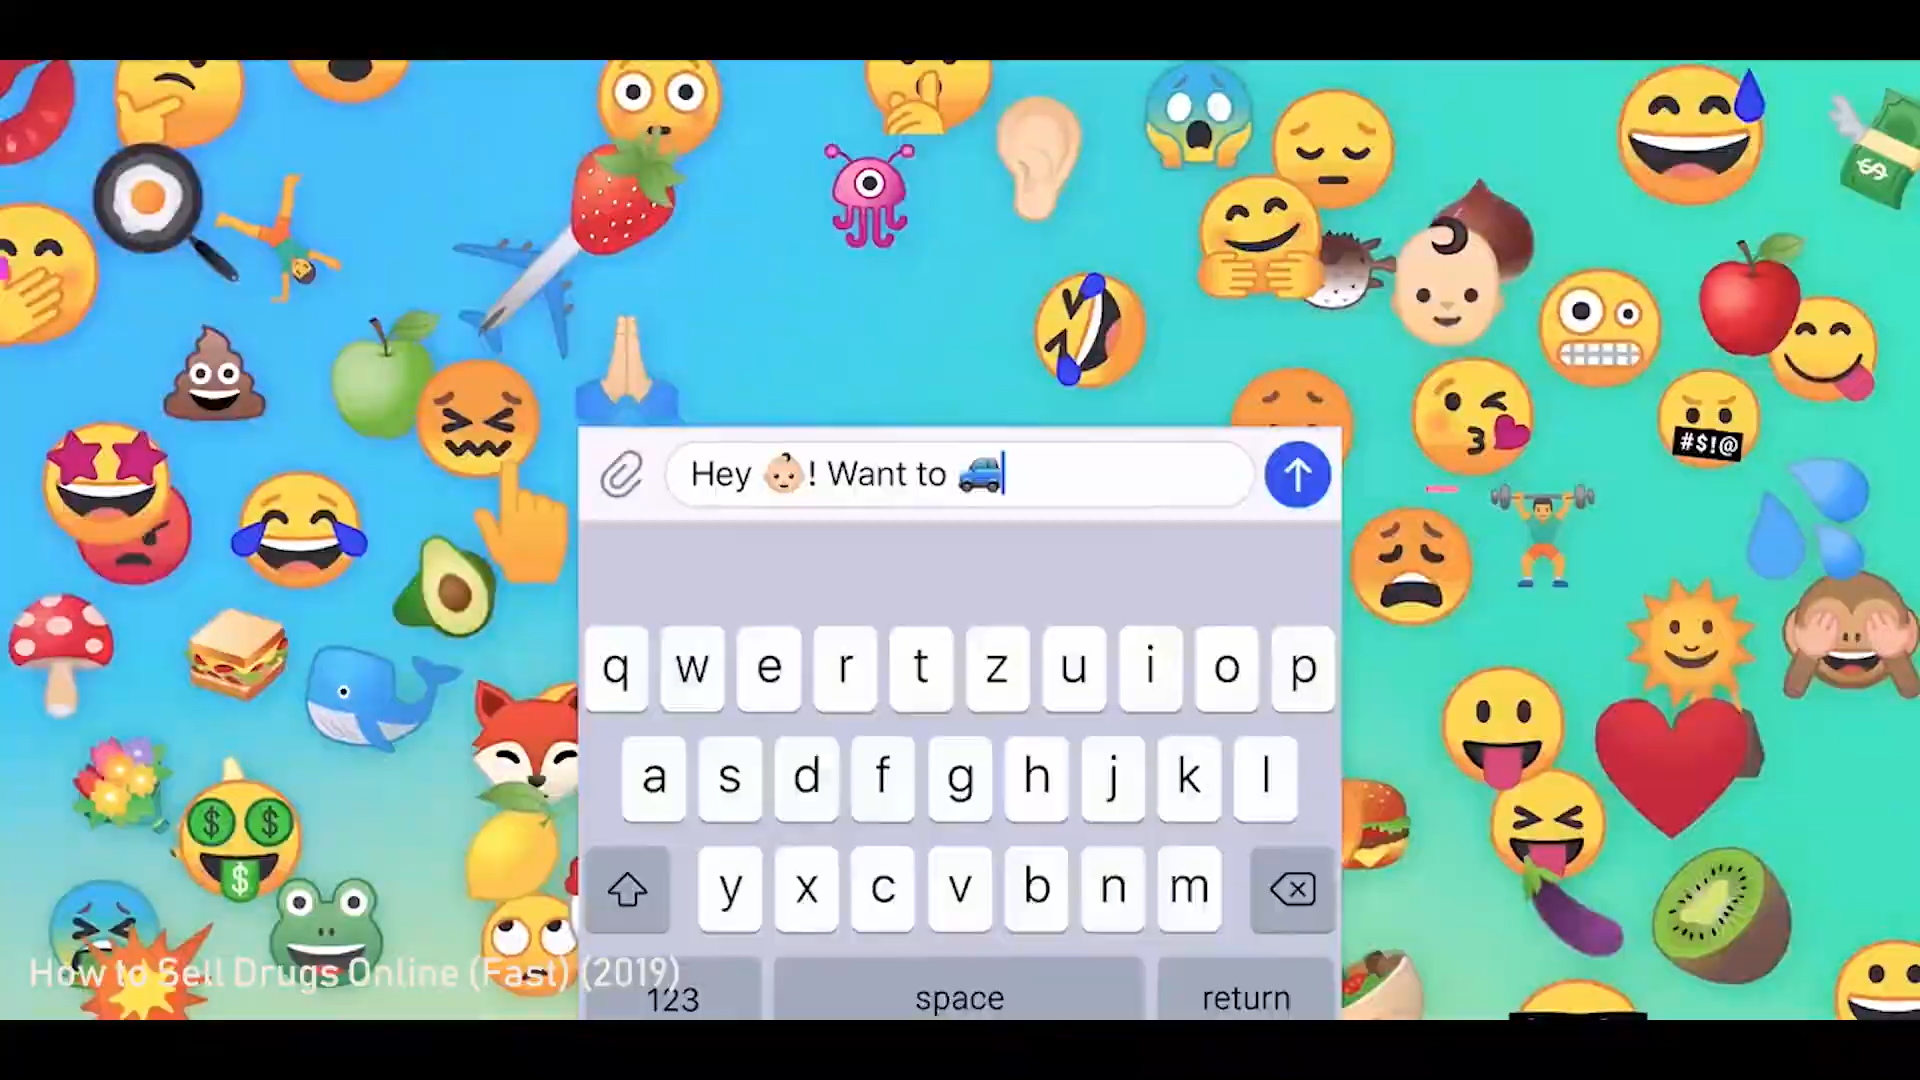 #$!@
Hey 👶🏻! Want to 🚙
q w e r t z u i o p
a s d f g h j k l
y x c v b n m
How to Sell Drugs Online (Fast) (2019)
123 space return